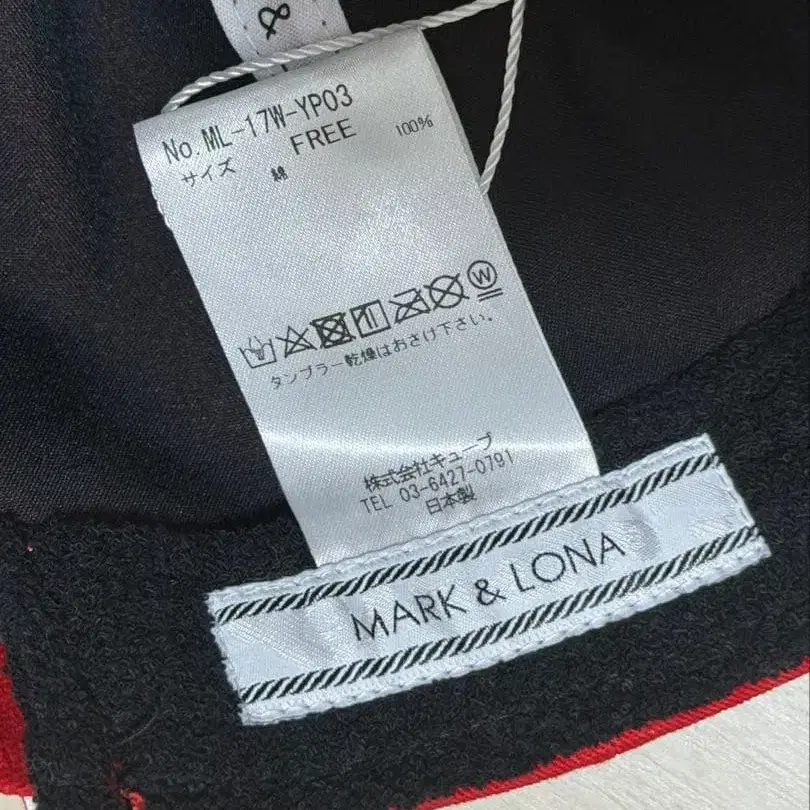 &
No.ML-17W-YP03
サイズ FREE
綿 100%
W
タンブラー乾燥はおさけ下さい。
株式会社キューブ
TEL 03-6427-0791
日本製
MARK & LONA